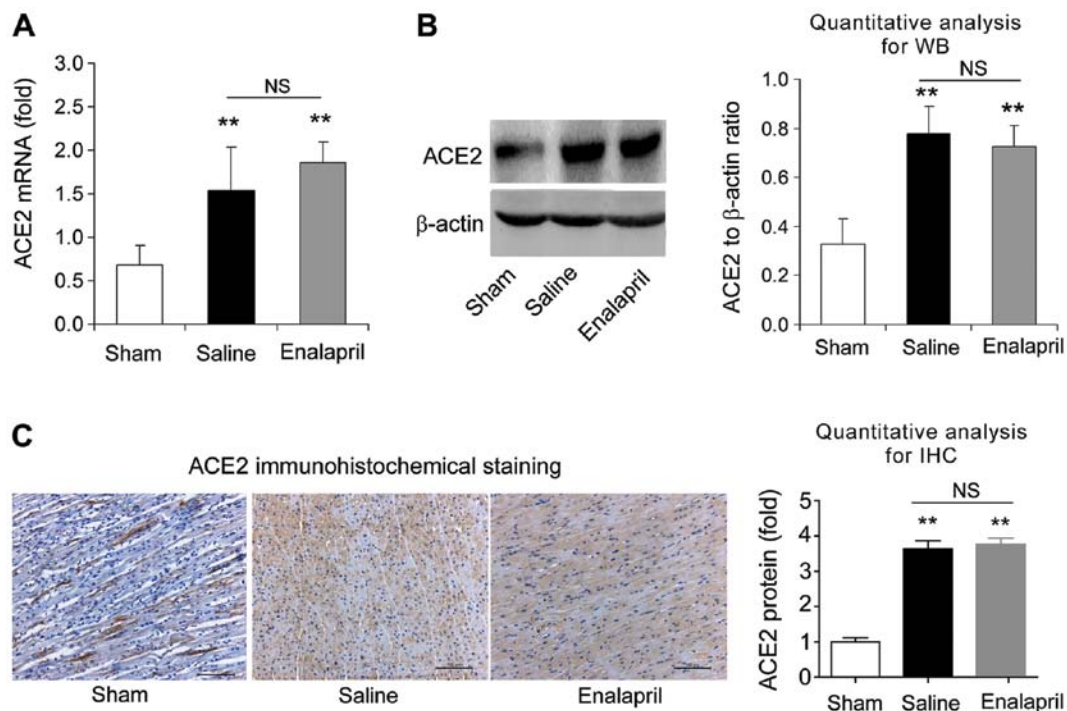 A
ACE2 mRNA (fold)
3.0
2.5
2.0
1.5
1.0
0.5
0.0
NS
**
**
Sham
Saline
Enalapril
B
ACE2
β-actin
Sham
Saline
Enalapril
Quantitative analysis
for WB
ACE2 to β-actin ratio
1.0
0.8
0.6
0.4
0.2
0.0
NS
**
**
Sham
Saline
Enalapril
C
ACE2 immunohistochemical staining
Sham
Saline
Enalapril
Quantitative analysis
for IHC
ACE2 protein (fold)
5
4
3
2
1
0
NS
**
**
Sham
Saline
Enalapril